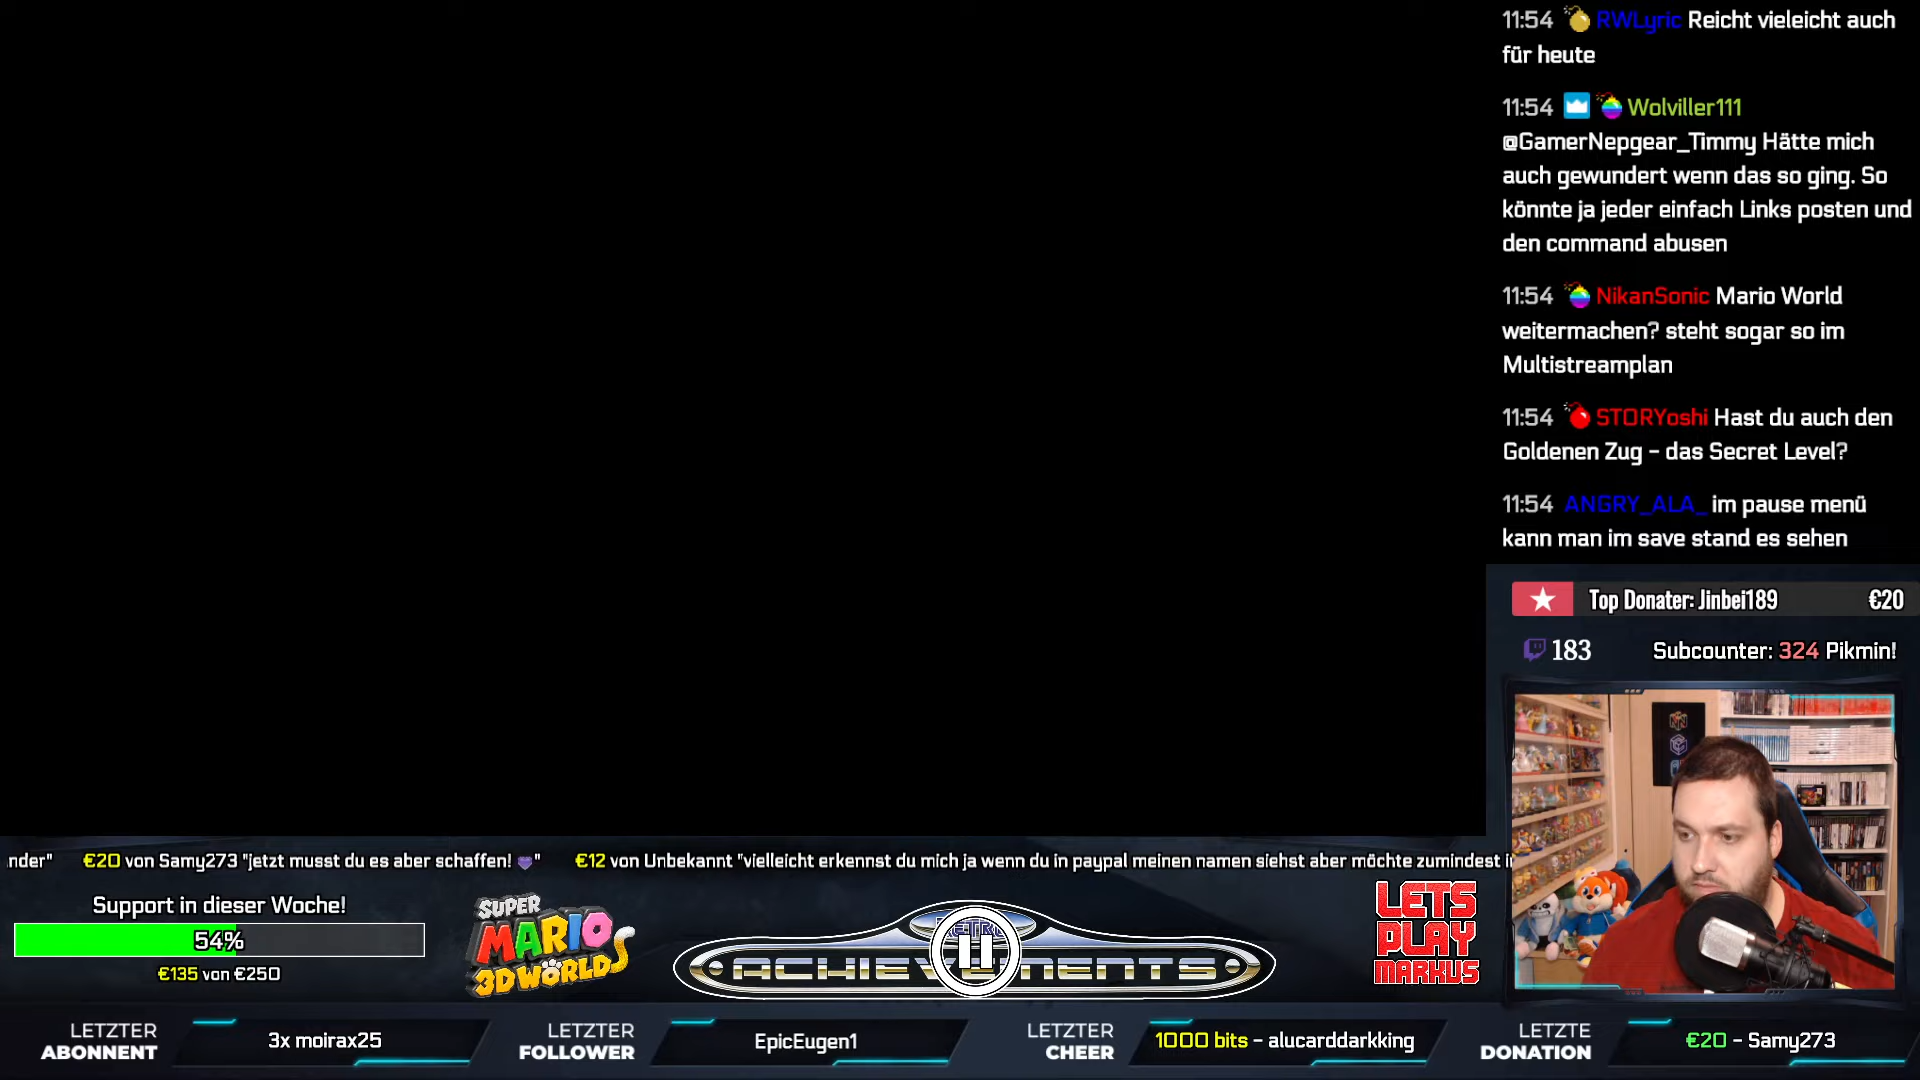 11:54 RWLyric Reicht vieleicht auch
für heute
11:54 Wolviller111
@GamerNepgear_Timmy Hätte mich
auch gewundert wenn das so ging. So
könnte ja jeder einfach Links posten und
den command abusen
11:54 NikanSonic Mario World
weitermachen? steht sogar so im
Multistreamplan
11:54 STORYoshi Hast du auch den
Goldenen Zug - das Secret Level?
11:54 ANGRY_ALA_ im pause menü
kann man im save stand es sehen
Top Donater: Jinbei189 €20
183 Subcounter: 324 Pikmin!
nder" €20 von Samy273 "jetzt musst du es aber schaffen! 💜" €12 von Unbekannt "vielleicht erkennst du mich ja wenn du in paypal meinen namen siehst aber möchte zumindest
Support in dieser Woche!
54%
€135 von €250
SUPER
MARIO
3D WORLD
ACHIEVEMENTS
LETS
PLAY
MARKUS
LETZTER
ABONNENT
3x moirax25
LETZTER
FOLLOWER
EpicEugen1
LETZTER
CHEER
1000 bits - alucarddarkking
LETZTE
DONATION
€20 - Samy273